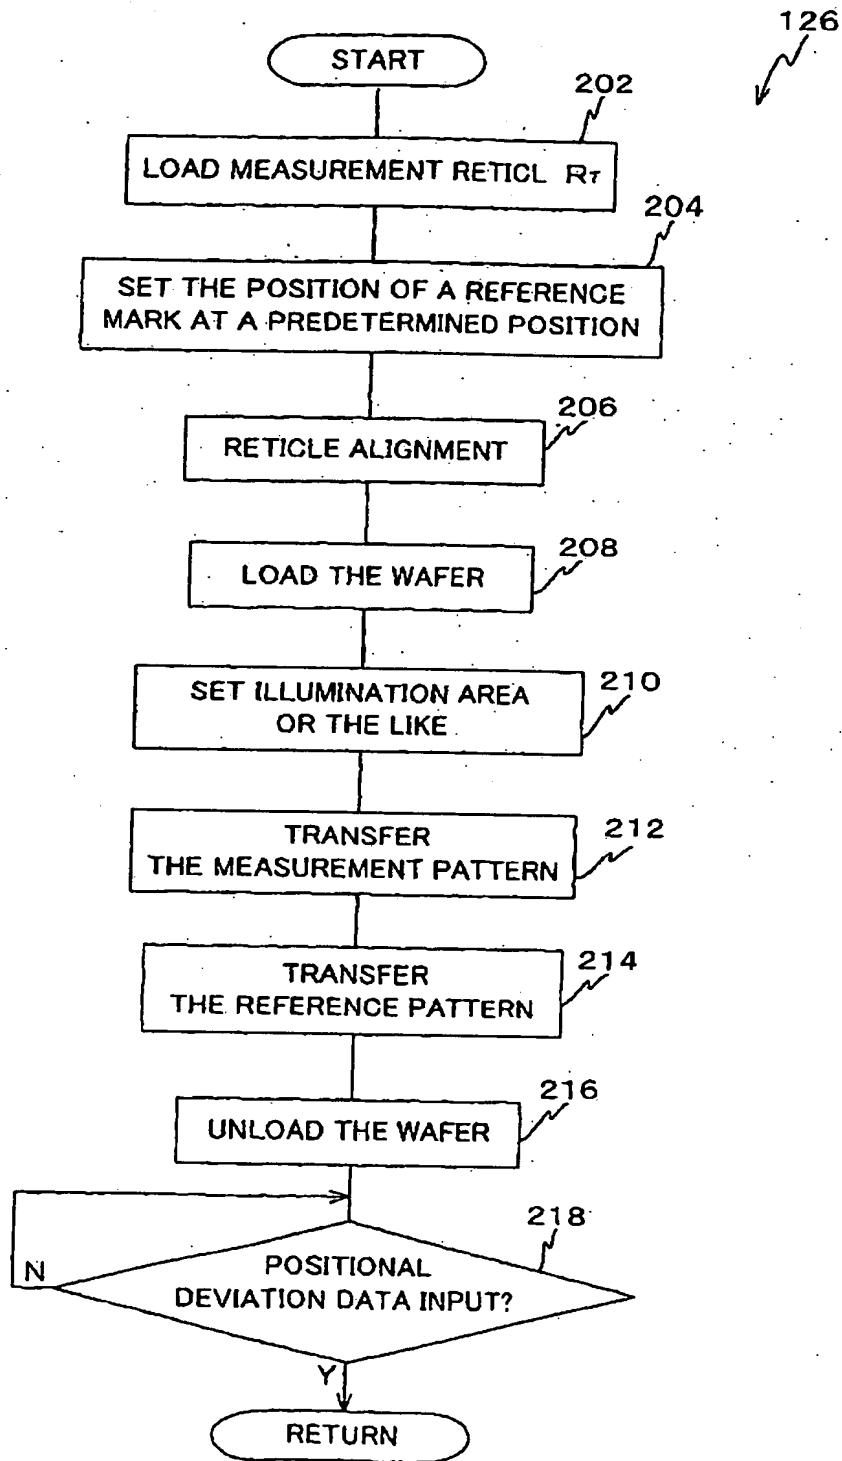 126
START
202
LOAD MEASUREMENT RETICL RT
204
SET THE POSITION OF A REFERENCE
MARK AT A PREDETERMINED POSITION
206
RETICLE ALIGNMENT
208
LOAD THE WAFER
210
SET ILLUMINATION AREA
OR THE LIKE
212
TRANSFER
THE MEASUREMENT PATTERN
214
TRANSFER
THE REFERENCE PATTERN
216
UNLOAD THE WAFER
218
POSITIONAL
DEVIATION DATA INPUT?
N
Y
RETURN